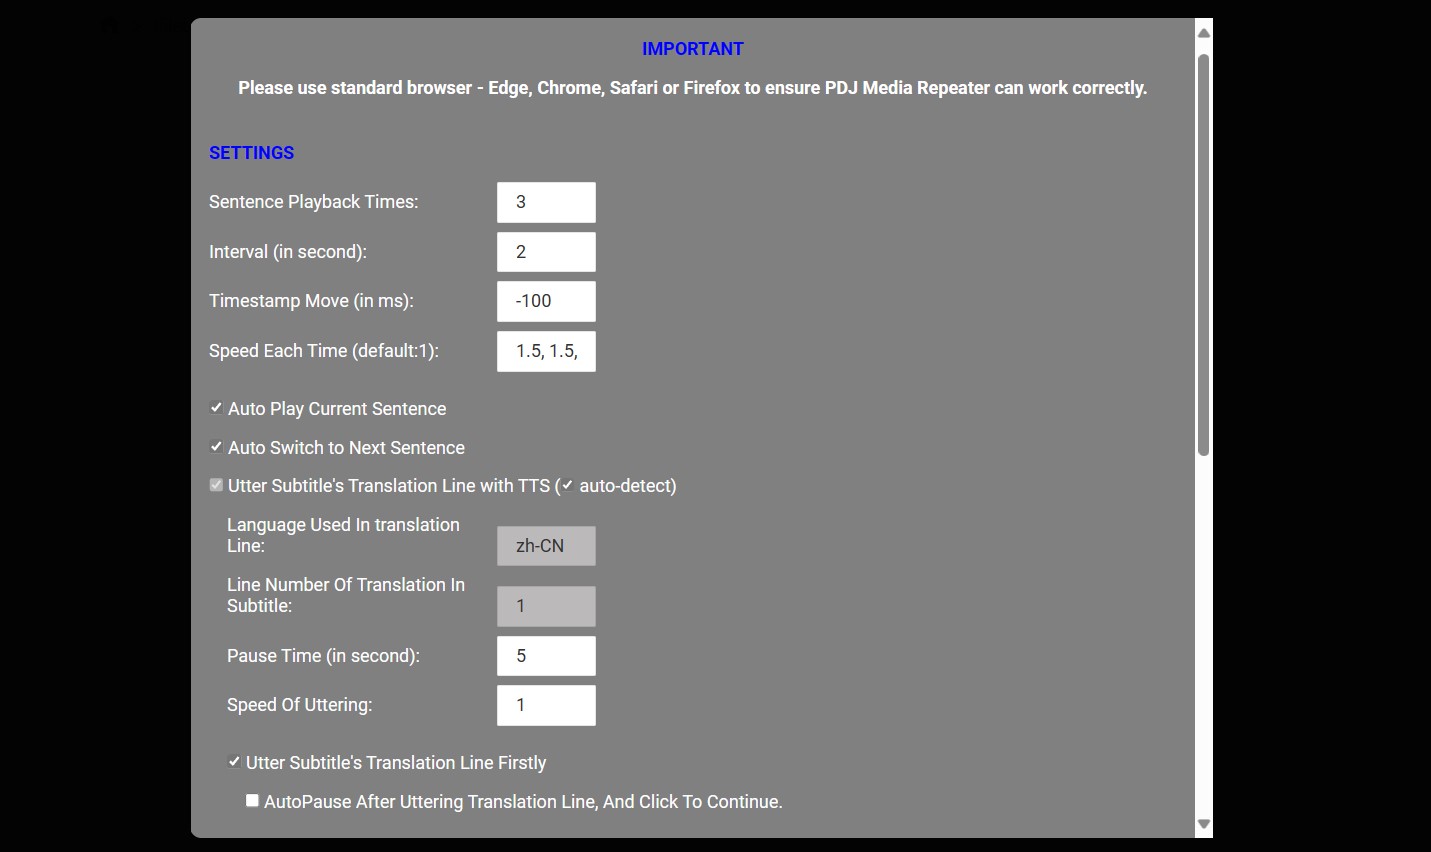 IMPORTANT
Please use standard browser - Edge, Chrome, Safari or Firefox to ensure PDJ Media Repeater can work correctly.
SETTINGS
Sentence Playback Times: 3
Interval (in second): 2
Timestamp Move (in ms): -100
Speed Each Time (default:1): 1.5, 1.5,
Auto Play Current Sentence
Auto Switch to Next Sentence
Utter Subtitle's Translation Line with TTS ( auto-detect)
Language Used In translation
Line: zh-CN
Line Number Of Translation In
Subtitle: 1
Pause Time (in second): 5
Speed Of Uttering: 1
Utter Subtitle's Translation Line Firstly
AutoPause After Uttering Translation Line, And Click To Continue.